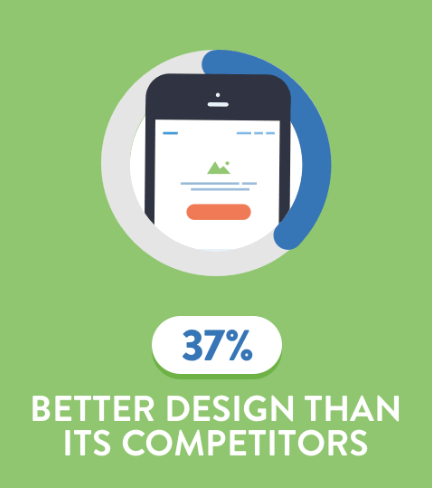 37%
BETTER DESIGN THAN
ITS COMPETITORS